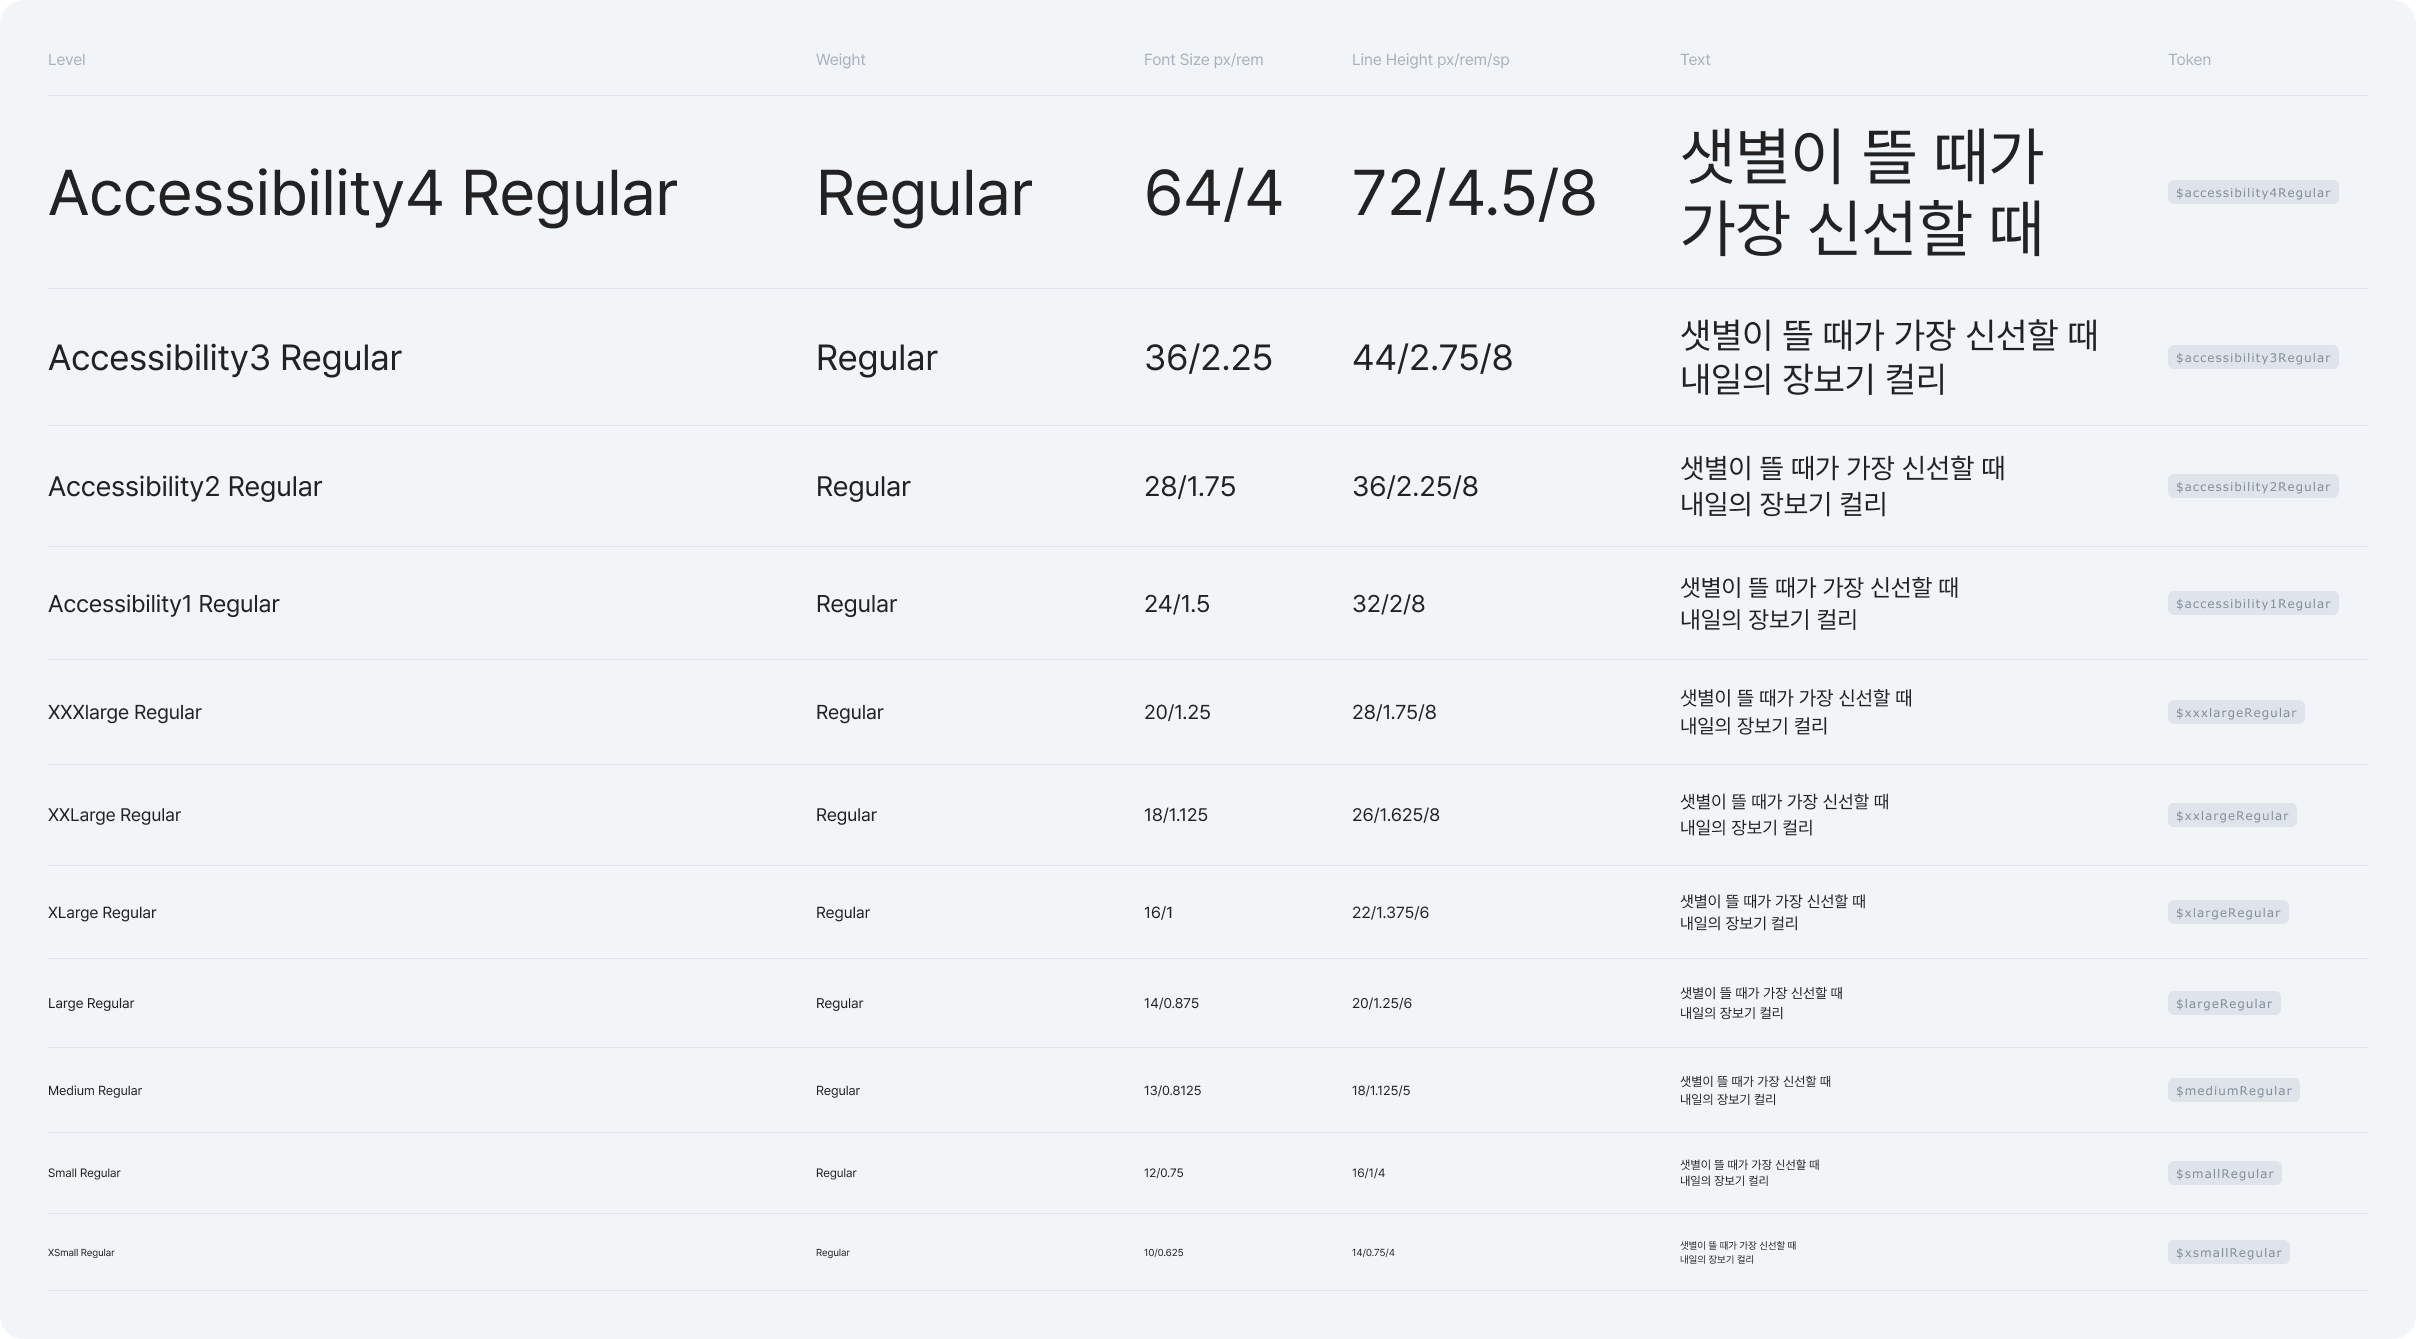 Level Weight Font Size px/rem Line Height px/rem/sp Text Token
Accessibility4 Regular Regular 64/4 72/4.5/8 샛별이 뜰 때가
가장 신선할 때 $accessibility4Regular
Accessibility3 Regular Regular 36/2.25 44/2.75/8 샛별이 뜰 때가 가장 신선할 때
내일의 장보기 컬리 $accessibility3Regular
Accessibility2 Regular Regular 28/1.75 36/2.25/8 샛별이 뜰 때가 가장 신선할 때
내일의 장보기 컬리 $accessibility2Regular
Accessibility1 Regular Regular 24/1.5 32/2/8 샛별이 뜰 때가 가장 신선할 때
내일의 장보기 컬리 $accessibility1Regular
XXXlarge Regular Regular 20/1.25 28/1.75/8 샛별이 뜰 때가 가장 신선할 때
내일의 장보기 컬리 $xxxlargeRegular
XXLarge Regular Regular 18/1.125 26/1.625/8 샛별이 뜰 때가 가장 신선할 때
내일의 장보기 컬리 $xxlargeRegular
XLarge Regular Regular 16/1 22/1.375/6 샛별이 뜰 때가 가장 신선할 때
내일의 장보기 컬리 $xlargeRegular
Large Regular Regular 14/0.875 20/1.25/6 샛별이 뜰 때가 가장 신선할 때
내일의 장보기 컬리 $largeRegular
Medium Regular Regular 13/0.8125 18/1.125/5 샛별이 뜰 때가 가장 신선할 때
내일의 장보기 컬리 $mediumRegular
Small Regular Regular 12/0.75 16/1/4 샛별이 뜰 때가 가장 신선할 때
내일의 장보기 컬리 $smallRegular
XSmall Regular Regular 10/0.625 14/0.75/4 샛별이 뜰 때가 가장 신선할 때
내일의 장보기 컬리 $xsmallRegular